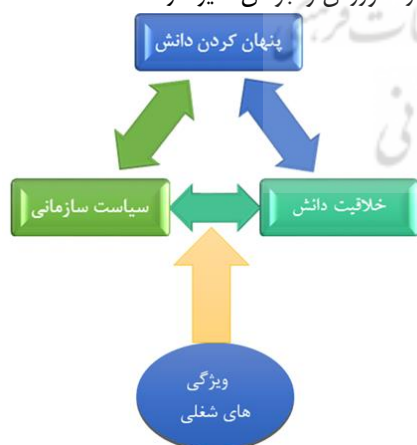 پنهان کردن دانش
سیاست سازمانی
خلاقیت دانش
ویژگی
های شغلی